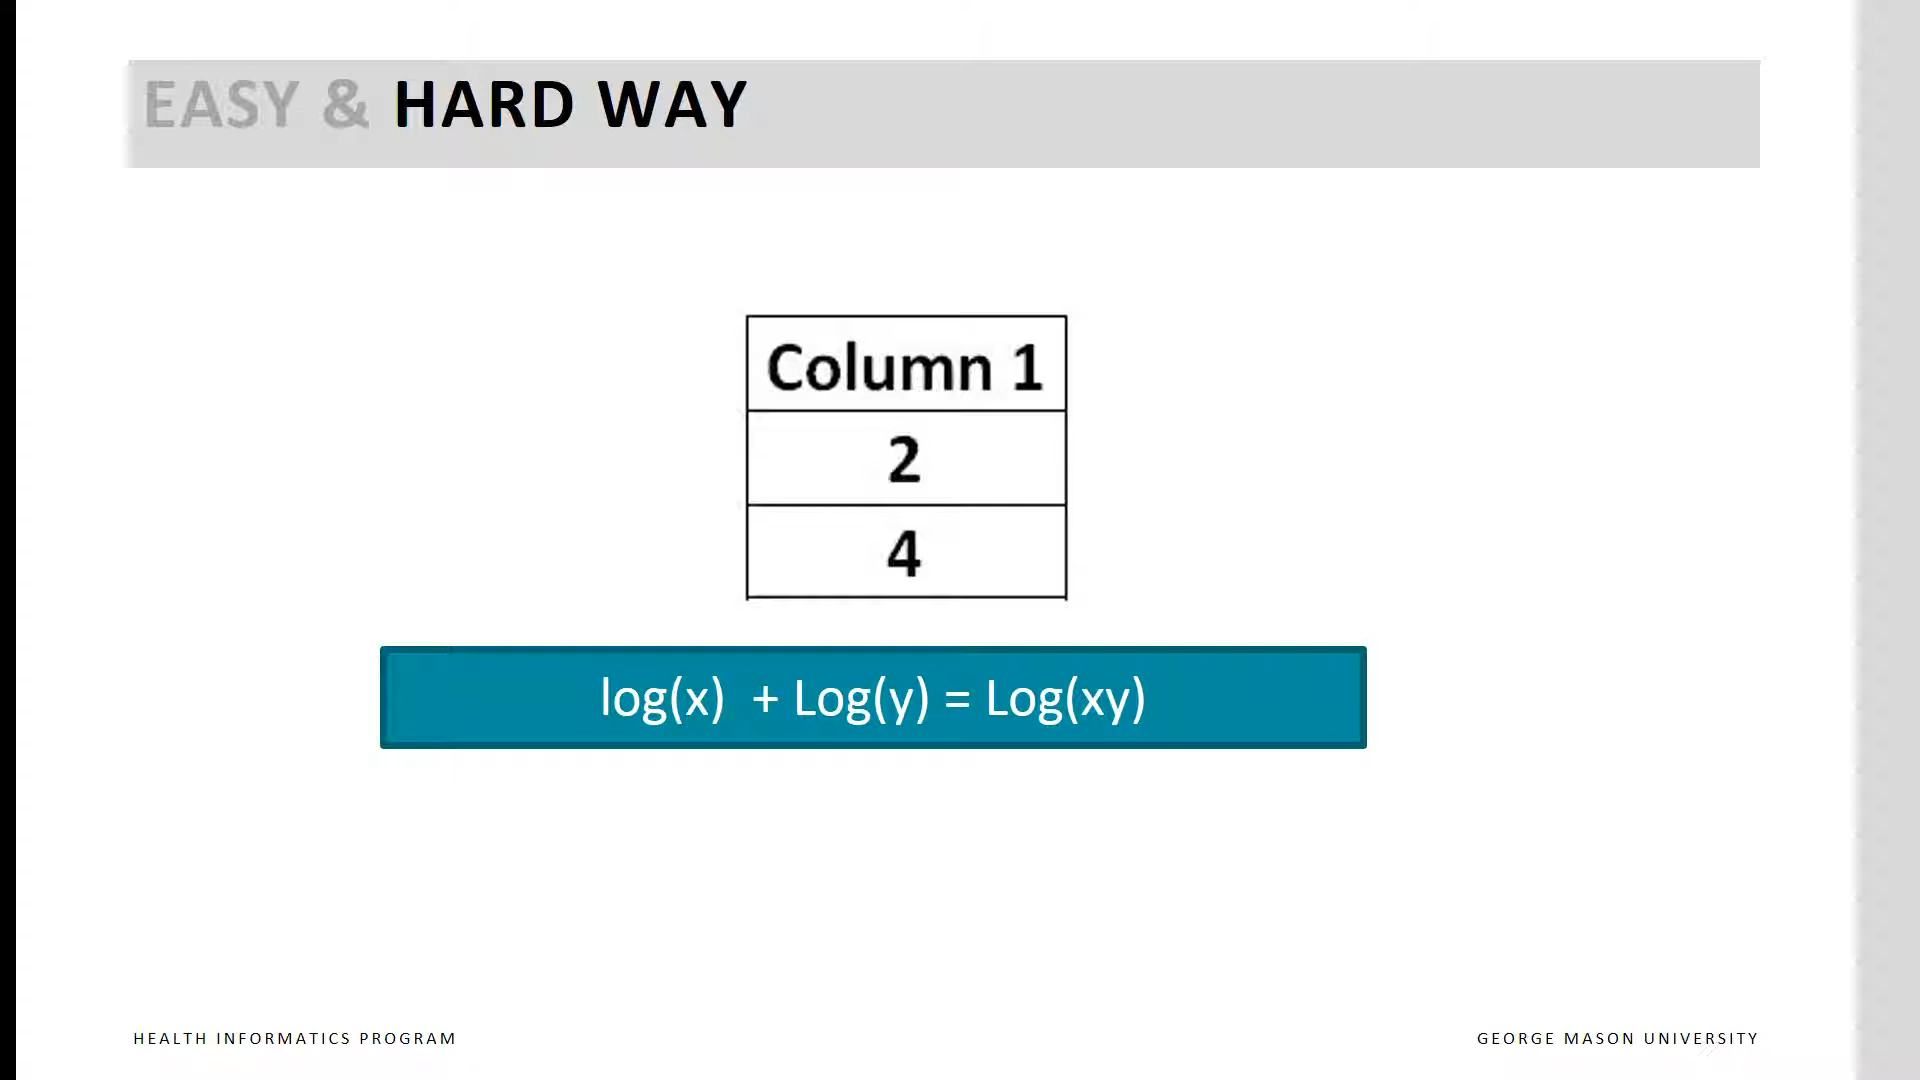 EASY & HARD WAY
Column 1
2
4
log(x) + Log(y) = Log(xy)
HEALTH INFORMATICS PROGRAM
GEORGE MASON UNIVERSITY